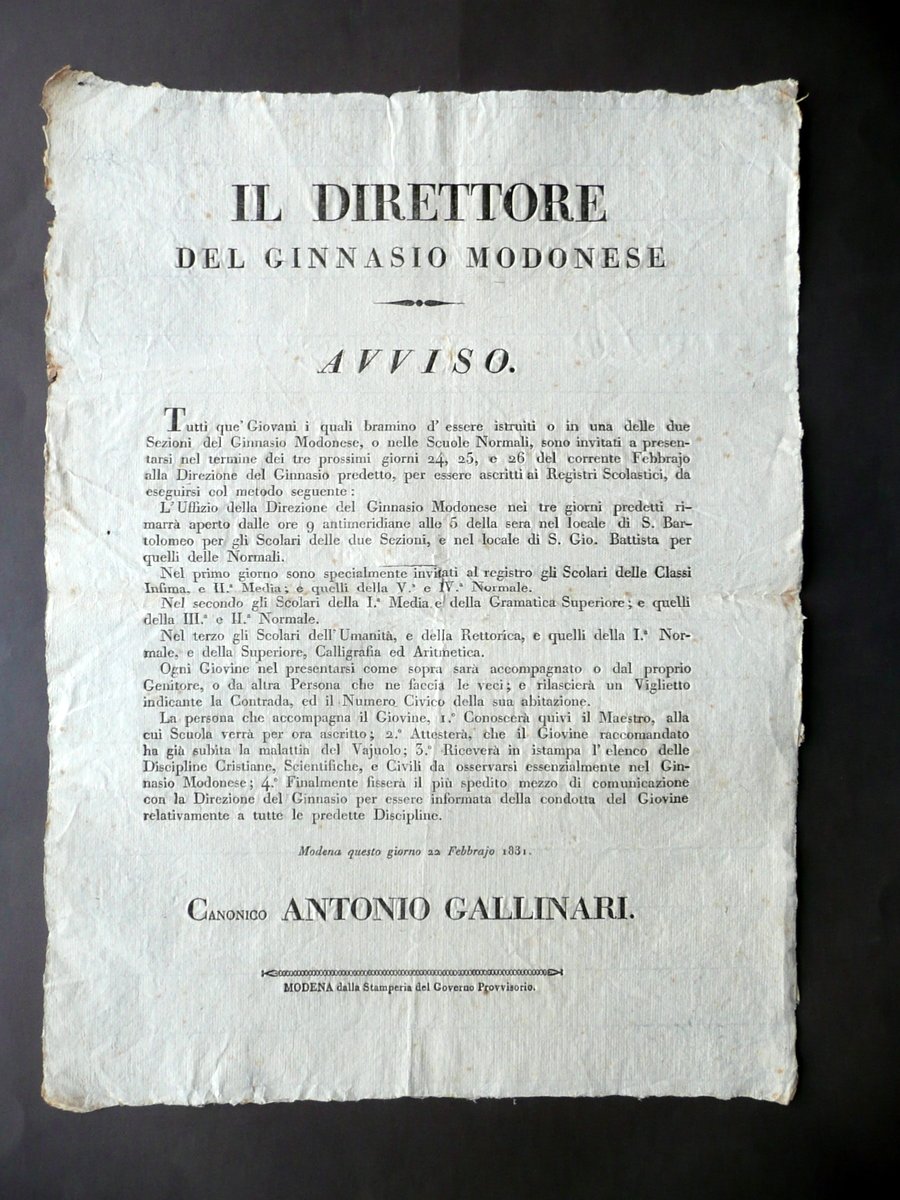 IL DIRETTORE
DEL GINNASIO MODONESE
AVVISO.
Tutti que' Giovani i quali bramino d' essere istruiti o in una delle due
Sezioni del Ginnasio Modonese, o nelle Scuole Normali, sono invitati a presen-
tarsi nel termine dei tre prossimi giorni 24, 25, e 26 del corrente Febbrajo
alla Direzione del Ginnasio predetto, per essere ascritti ai Registri Scolastici, da
eseguirsi col metodo seguente:
L'Uffizio della Direzione del Ginnasio Modonese nei tre giorni predetti ri-
marrà aperto dalle ore 9 antimeridiane alle 5 della sera nel locale di S. Bar-
tolomeo per gli Scolari delle due Sezioni, e nel locale di S. Gio. Battista per
quelli delle Normali.
Nel primo giorno sono specialmente invitati al registro gli Scolari delle Classi
Infima, e II.ª Media; e quelli della V.ª e IV.ª Normale.
Nel secondo gli Scolari della I.ª Media e della Gramatica Superiore; e quelli
della III.ª e II.ª Normale.
Nel terzo gli Scolari dell'Umanità, e della Rettorica, e quelli della I.ª Nor-
male, e della Superiore, Calligrafia ed Aritmetica.
Ogni Giovine nel presentarsi come sopra sarà accompagnato o dal proprio
Genitore, o da altra Persona che ne faccia le veci; e rilascierà un Viglietto
indicante la Contrada, ed il Numero Civico della sua abitazione.
La persona che accompagna il Giovine, 1.º Conoscerà quivi il Maestro, alla
cui Scuola verrà per ora ascritto; 2.º Attesterà, che il Giovine raccomandato
ha già subìta la malattia del Vajuolo; 3.º Riceverà in istampa l' elenco delle
Discipline Cristiane, Scientifiche, e Civili da osservarsi essenzialmente nel Gin-
nasio Modonese; 4.º Finalmente fisserà il più spedito mezzo di comunicazione
con la Direzione del Ginnasio per essere informata della condotta del Giovine
relativamente a tutte le predette Discipline.
Modena questo giorno 22 Febbrajo 1831.
CANONICO ANTONIO GALLINARI.
MODENA dalla Stamperia del Governo Provvisorio.